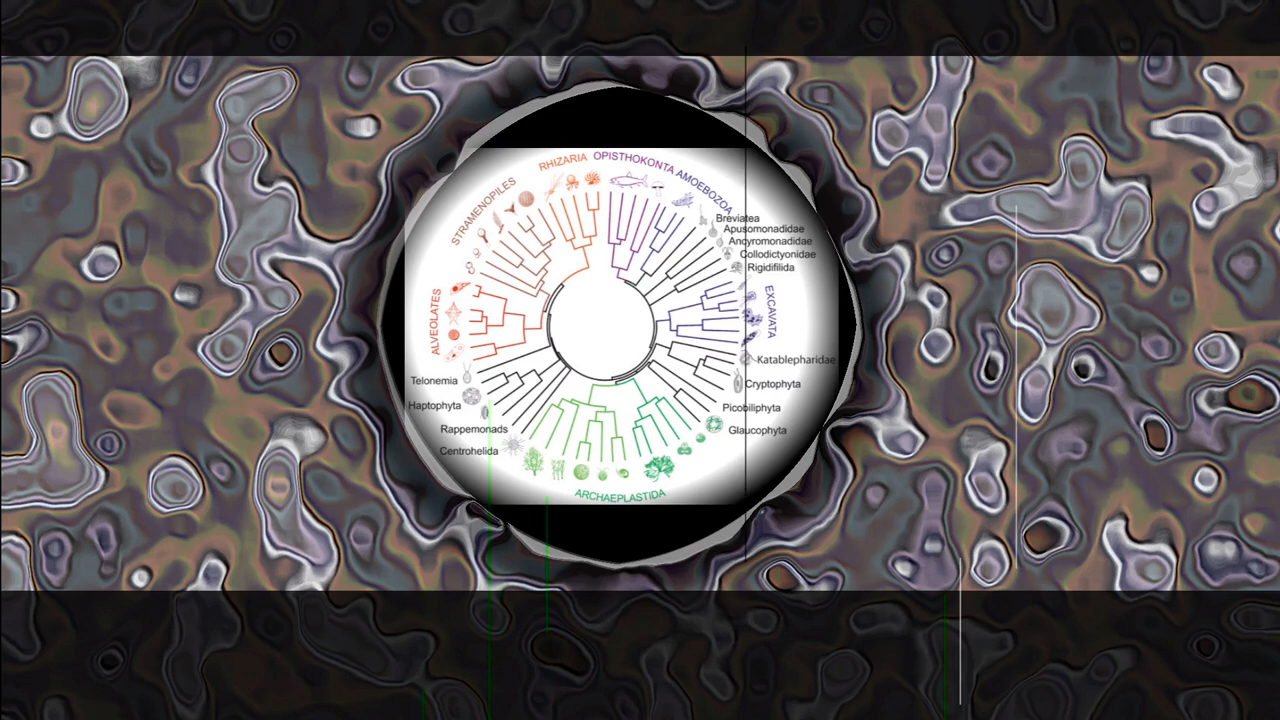 RHIZARIA
OPISTHOKONTA
AMOEBOZOA
STRAMENOPILES
Breviatea
Apusomonadidae
Ancyromonadidae
Collodictyonidae
Rigidifilida
EXCAVATA
ALVEOLATES
Katablepharidae
Telonemia
Cryptophyta
Haptophyta
Picobiliphyta
Rappemonads
Glaucophyta
Centrohelida
ARCHAEPLASTIDA